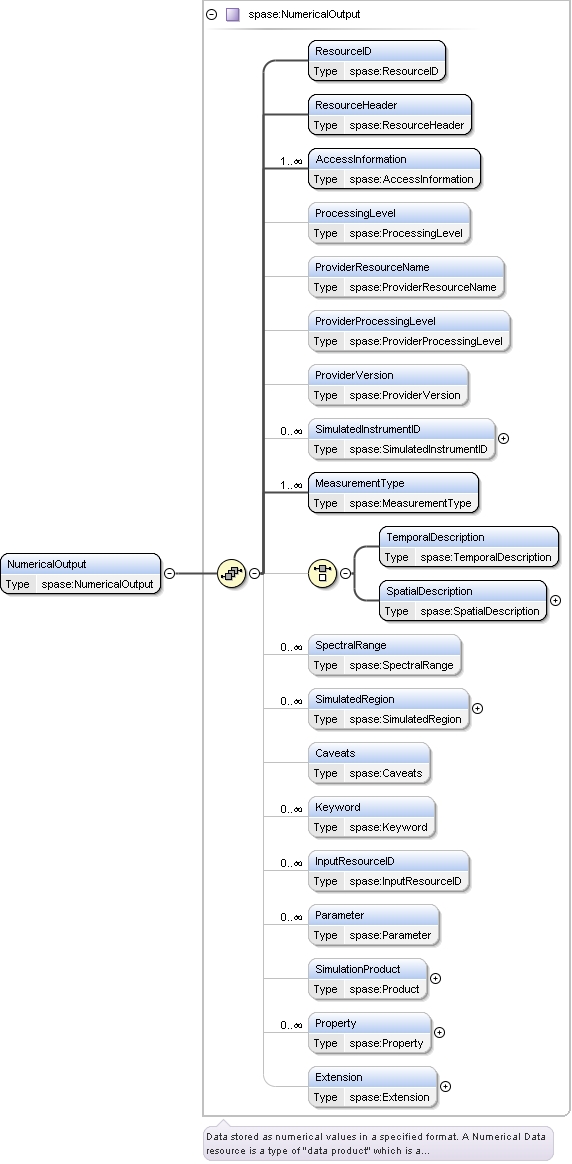 spase:NumericalOutput
ResourceID
Type spase:ResourceID
ResourceHeader
Type spase:ResourceHeader
1..∞
AccessInformation
Type spase:AccessInformation
ProcessingLevel
Type spase:ProcessingLevel
ProviderResourceName
Type spase:ProviderResourceName
ProviderProcessingLevel
Type spase:ProviderProcessingLevel
ProviderVersion
Type spase:ProviderVersion
0..∞
SimulatedInstrumentID
Type spase:SimulatedInstrumentID
1..∞
MeasurementType
Type spase:MeasurementType
TemporalDescription
Type spase:TemporalDescription
NumericalOutput
Type spase:NumericalOutput
SpatialDescription
Type spase:SpatialDescription
0..∞
SpectralRange
Type spase:SpectralRange
0..∞
SimulatedRegion
Type spase:SimulatedRegion
Caveats
Type spase:Caveats
0..∞
Keyword
Type spase:Keyword
0..∞
InputResourceID
Type spase:InputResourceID
0..∞
Parameter
Type spase:Parameter
SimulationProduct
Type spase:Product
0..∞
Property
Type spase:Property
Extension
Type spase:Extension
Data stored as numerical values in a specified format. A Numerical Data
resource is a type of "data product" which is a...